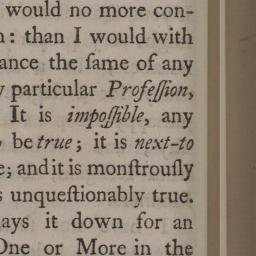 would no more con-
: than I would with
ance the ſame of any
particular Profeſſion,
It is impoſſible, any
be true; it is next-to
; and it is monſtrouſly
unqueſtionably true.
ays it down for an
One or More in the